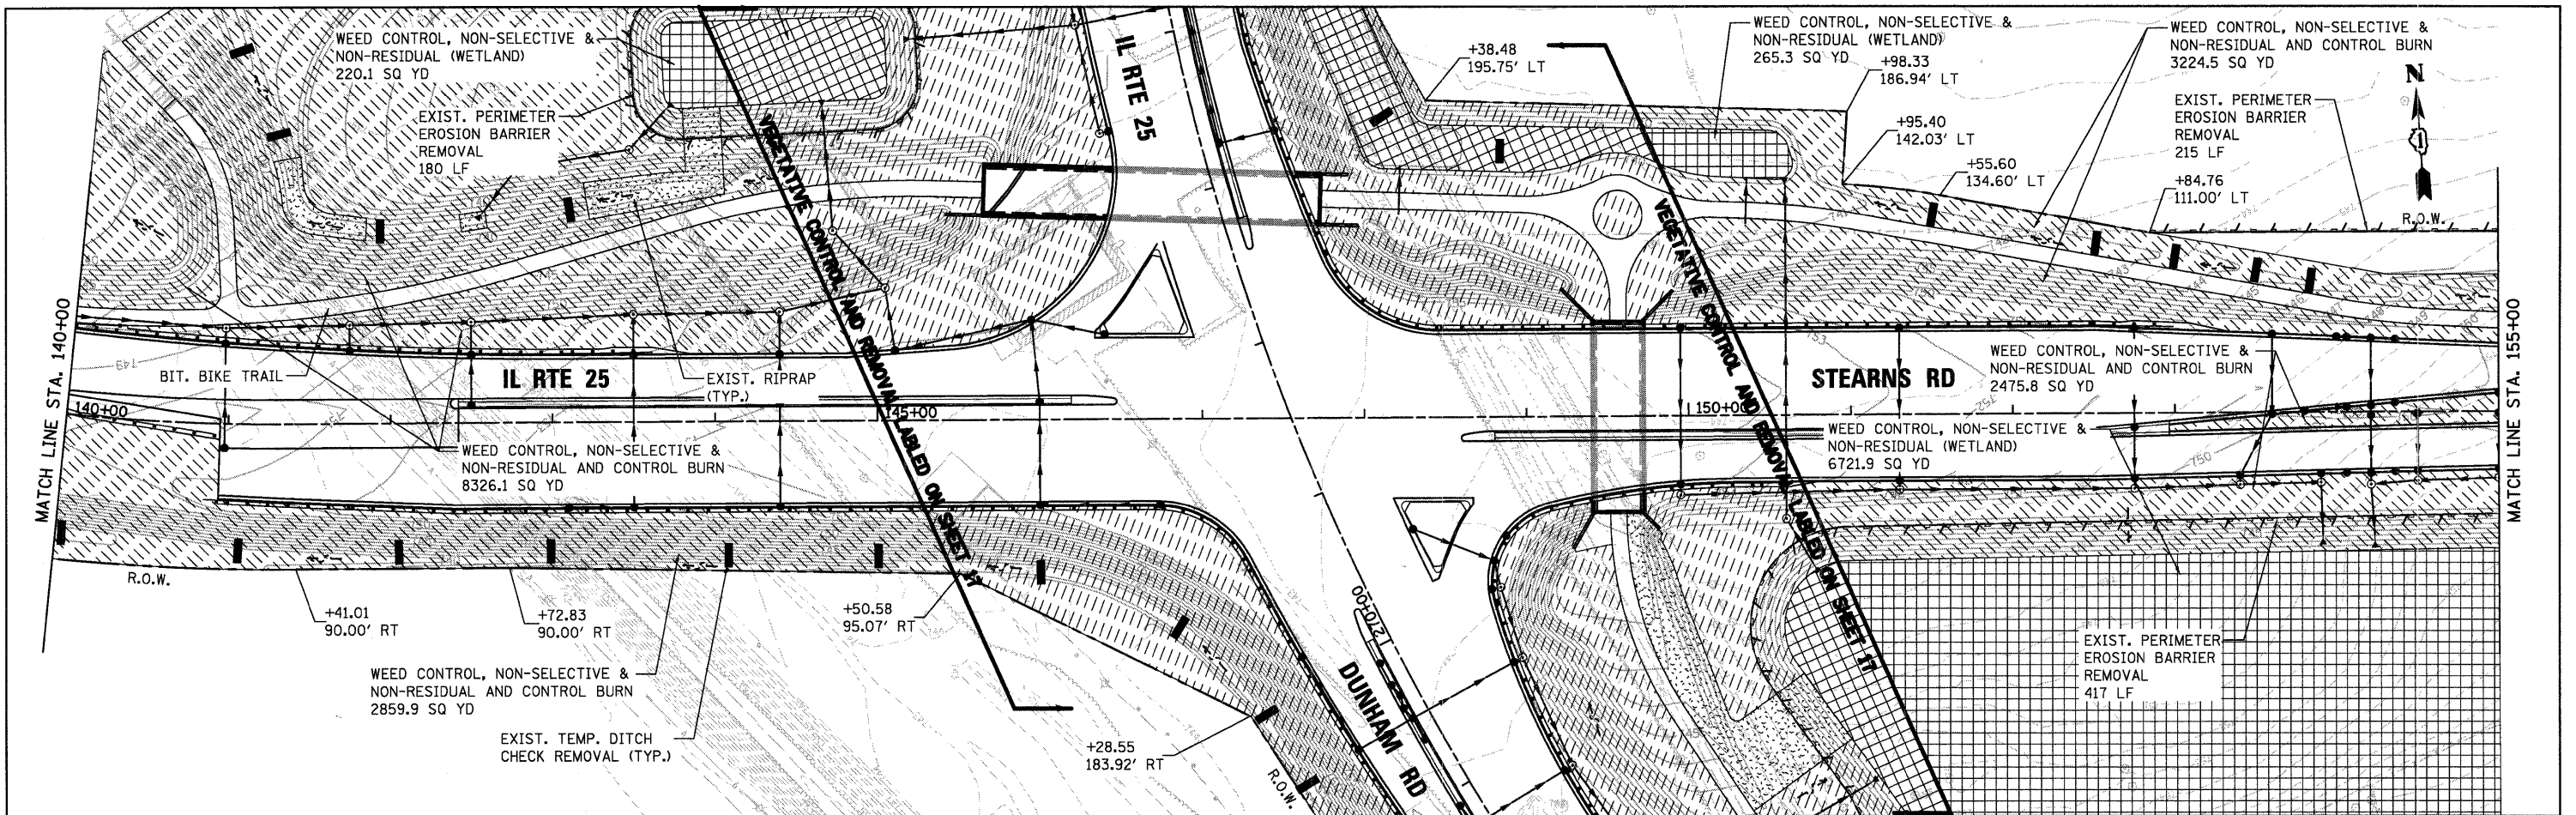 WEED CONTROL, NON-SELECTIVE &
NON-RESIDUAL (WETLAND)
220.1 SQ YD
EXIST. PERIMETER
EROSION BARRIER
REMOVAL
180 LF
IL RTE 25
+38.48
195.75' LT
WEED CONTROL, NON-SELECTIVE &
NON-RESIDUAL (WETLAND)
265.3 SQ YD
+98.33
186.94' LT
WEED CONTROL, NON-SELECTIVE &
NON-RESIDUAL AND CONTROL BURN
3224.5 SQ YD
N
EXIST. PERIMETER
EROSION BARRIER
REMOVAL
215 LF
+95.40
142.03' LT
+55.60
134.60' LT
+84.76
111.00' LT
R.O.W.
VEGETATIVE CONTROL AND REMOVAL LABLED ON SHEET 17
VEGETATIVE CONTROL AND REMOVAL LABLED ON SHEET 17
MATCH LINE STA. 140+00
MATCH LINE STA. 155+00
BIT. BIKE TRAIL
IL RTE 25
EXIST. RIPRAP
(TYP.)
STEARNS RD
WEED CONTROL, NON-SELECTIVE &
NON-RESIDUAL AND CONTROL BURN
2475.8 SQ YD
140+00
145+00
150+00
WEED CONTROL, NON-SELECTIVE &
NON-RESIDUAL (WETLAND)
6721.9 SQ YD
WEED CONTROL, NON-SELECTIVE &
NON-RESIDUAL AND CONTROL BURN
8326.1 SQ YD
750
752
753
743
R.O.W.
+41.01
90.00' RT
+72.83
90.00' RT
+50.58
95.07' RT
1270+00
DUNHAM RD
WEED CONTROL, NON-SELECTIVE &
NON-RESIDUAL AND CONTROL BURN
2859.9 SQ YD
EXIST. TEMP. DITCH
CHECK REMOVAL (TYP.)
+28.55
183.92' RT
R.O.W.
EXIST. PERIMETER
EROSION BARRIER
REMOVAL
417 LF